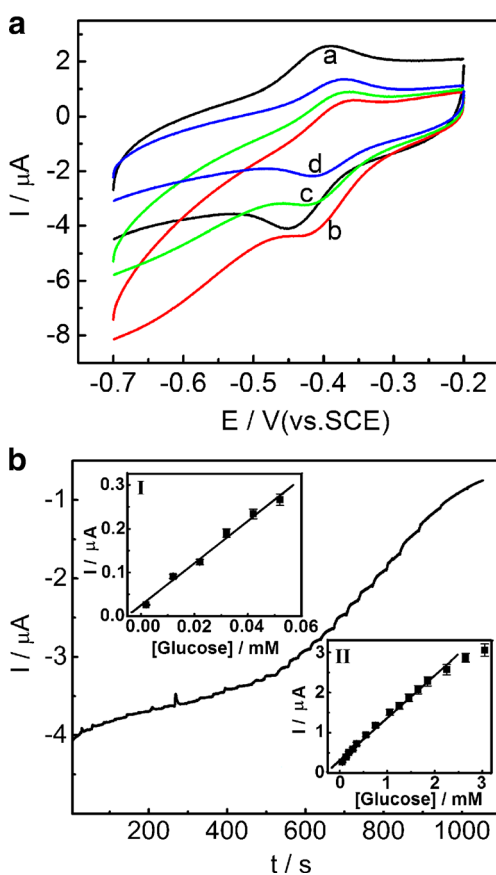 a
2
0
-2
-4
-6
-8
I / μA
a
d
c
b
-0.7 -0.6 -0.5 -0.4 -0.3 -0.2
E / V(vs.SCE)
b
-1
-2
-3
-4
I / μA
I
0.3
0.2
0.1
0.0
I / μA
0.00 0.02 0.04 0.06
[Glucose] / mM
II
3
2
1
0
I / μA
0 1 2 3
[Glucose] / mM
200 400 600 800 1000
t / s